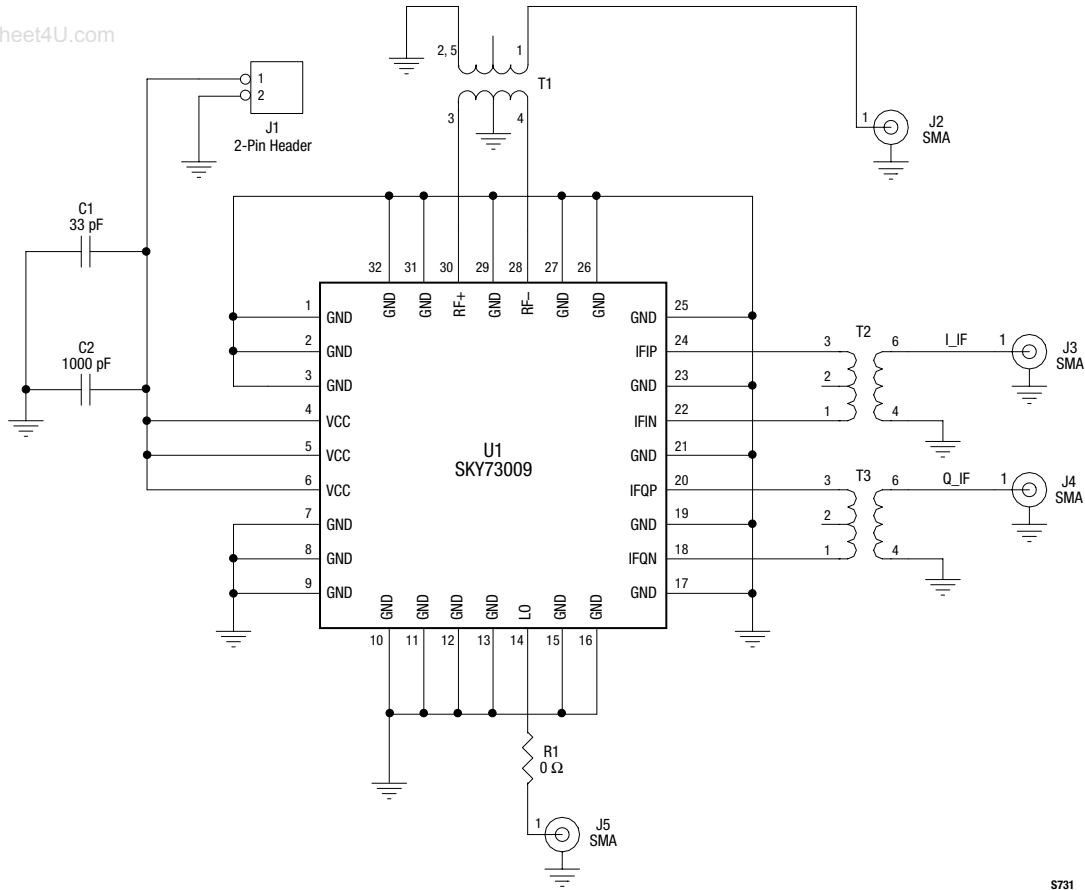 heet4U.com
2, 5
1
T1
3
4
1
2
J1
2-Pin Header
1
J2
SMA
C1
33 pF
C2
1000 pF
32
31
30
29
28
27
26
GND
GND
RF+
GND
RF–
GND
GND
1
GND
2
GND
3
GND
4
VCC
5
VCC
6
VCC
7
GND
8
GND
9
GND
U1
SKY73009
GND
25
IFIP
24
GND
23
IFIN
22
GND
21
IFQP
20
GND
19
IFQN
18
GND
17
T2
3
2
1
6
4
I_IF
1
J3
SMA
T3
3
2
1
6
4
Q_IF
1
J4
SMA
GND
GND
GND
GND
LO
GND
GND
10
11
12
13
14
15
16
R1
0 Ω
1
J5
SMA
S731